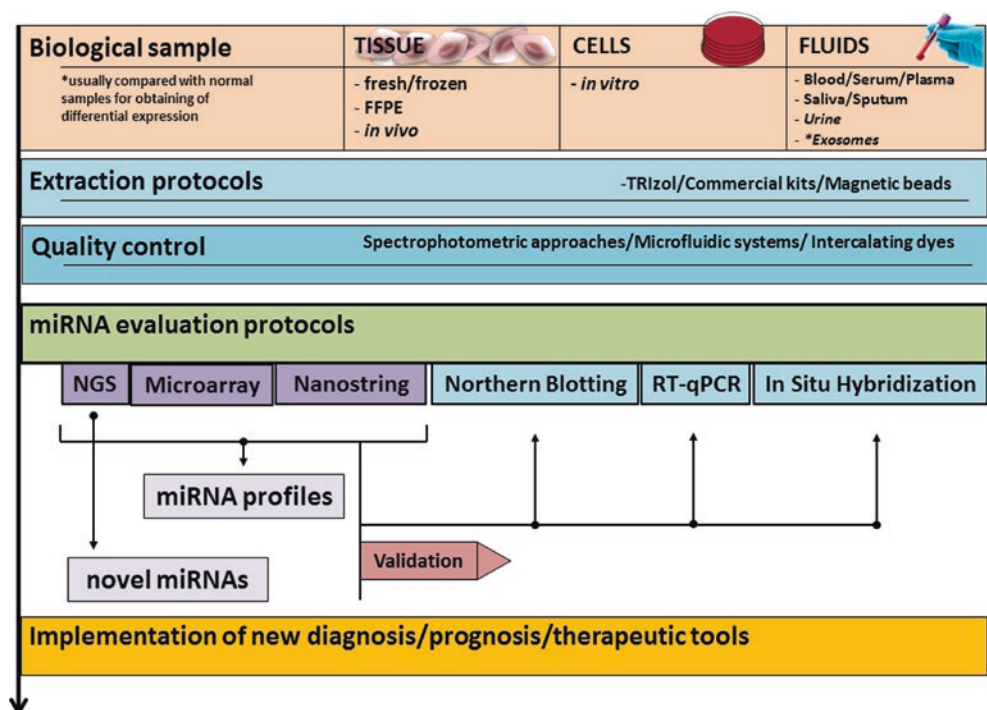 Biological sample
*usually compared with normal
samples for obtaining of
differential expression
TISSUE
- fresh/frozen
- FFPE
- in vivo
CELLS
- in vitro
FLUIDS
- Blood/Serum/Plasma
- Saliva/Sputum
- Urine
- *Exosomes
Extraction protocols
-TRIzol/Commercial kits/Magnetic beads
Quality control
Spectrophotometric approaches/Microfluidic systems/ Intercalating dyes
miRNA evaluation protocols
NGS
Microarray
Nanostring
Northern Blotting
RT-qPCR
In Situ Hybridization
miRNA profiles
Validation
novel miRNAs
Implementation of new diagnosis/prognosis/therapeutic tools